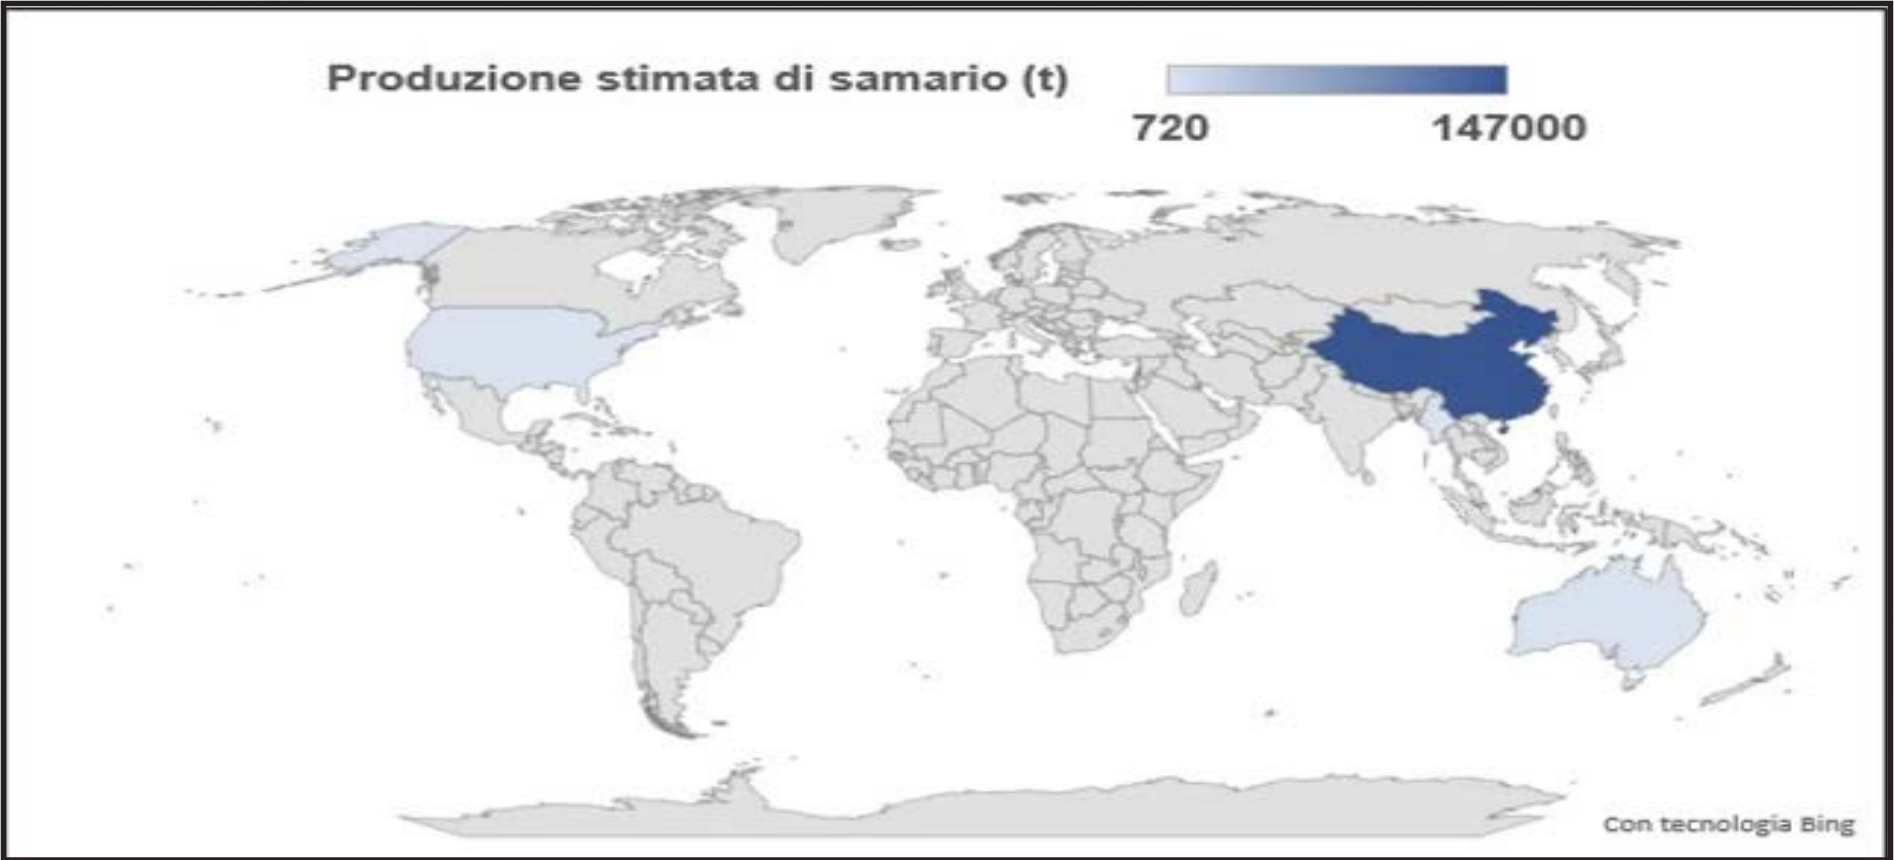 Produzione stimata di samario (t)
720 147000
Con tecnologia Bing